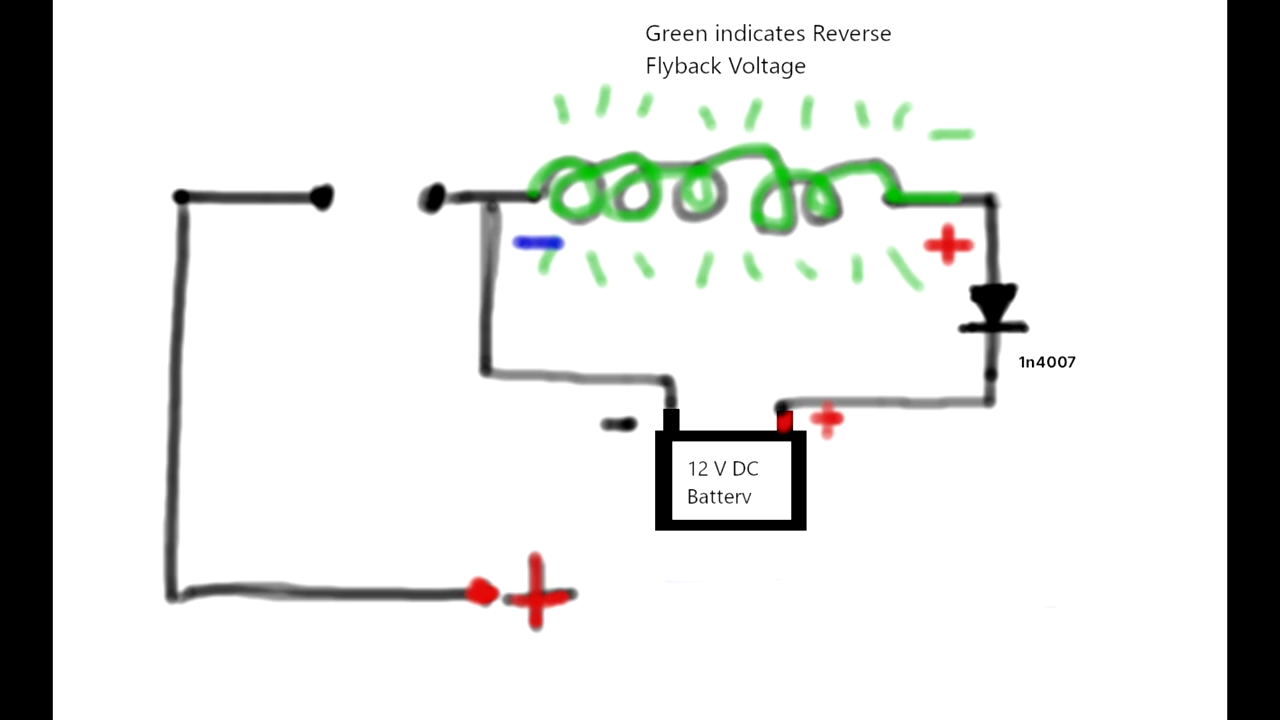 Green indicates Reverse
Flyback Voltage
1n4007
12 V DC
Batterv